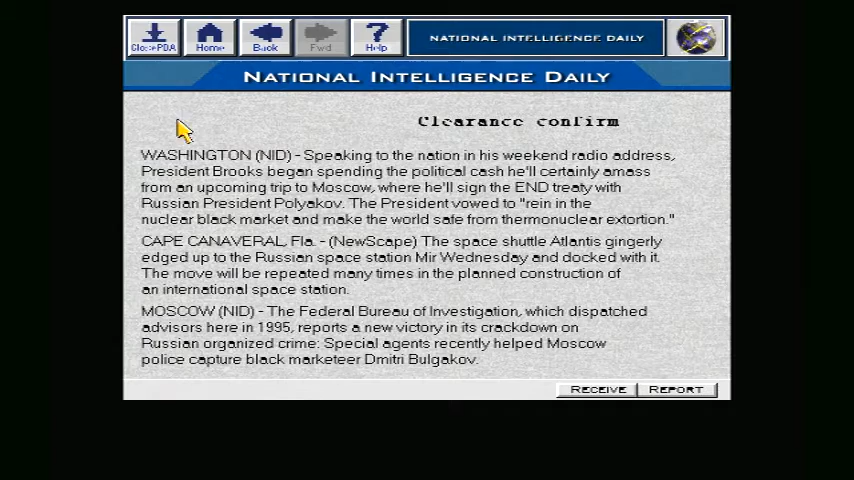 Close PDA
Home
Back
Fwd
Help
NATIONAL INTELLIGENCE DAILY
NATIONAL INTELLIGENCE DAILY
Clearance confirm
WASHINGTON (NID) - Speaking to the nation in his weekend radio address,
President Brooks began spending the political cash he'll certainly amass
from an upcoming trip to Moscow, where he'll sign the END treaty with
Russian President Polyakov. The President vowed to "rein in the
nuclear black market and make the world safe from thermonuclear extortion."
CAPE CANAVERAL, Fla. - (NewScape) The space shuttle Atlantis gingerly
edged up to the Russian space station Mir Wednesday and docked with it.
The move will be repeated many times in the planned construction of
an international space station.
MOSCOW (NID) - The Federal Bureau of Investigation, which dispatched
advisors here in 1995, reports a new victory in its crackdown on
Russian organized crime: Special agents recently helped Moscow
police capture black marketeer Dmitri Bulgakov.
RECEIVE
REPORT